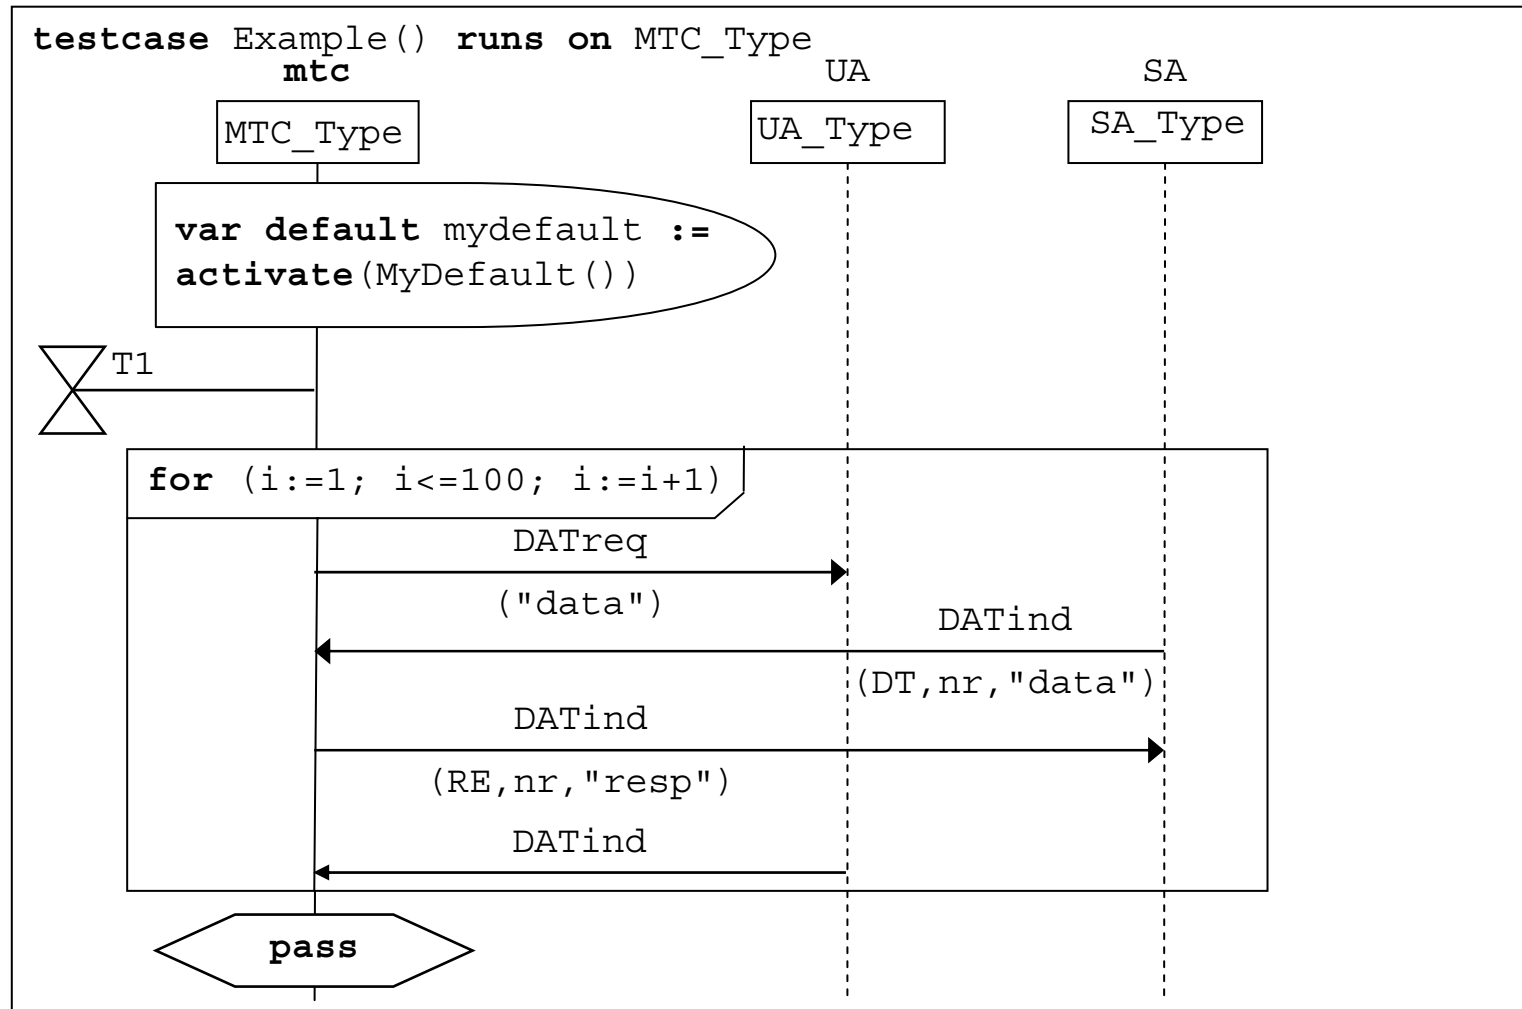 testcase Example() runs on MTC_Type
mtc UA SA
MTC_Type UA_Type SA_Type
var default mydefault :=
activate(MyDefault())
T1
for (i:=1; i<=100; i:=i+1)
DATreq
("data")
DATind
(DT,nr,"data")
DATind
(RE,nr,"resp")
DATind
pass